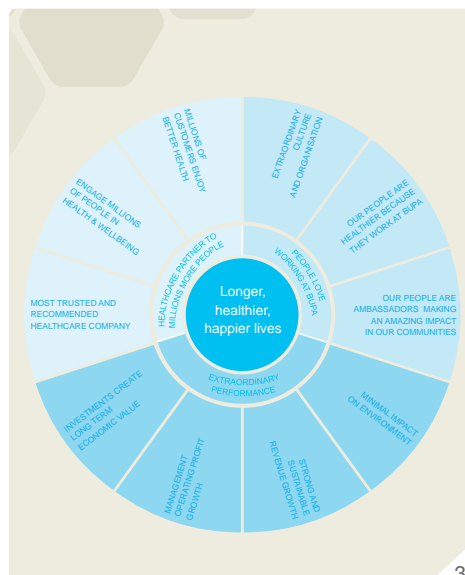 MILLIONS OF
CUSTOMERS ENJOY
BETTER HEALTH
EXTRAORDINARY
CULTURE
AND ORGANISATION
ENGAGE MILLIONS
OF PEOPLE IN
HEALTH & WELLBEING
OUR PEOPLE ARE
HEALTHIER BECAUSE
THEY WORK AT BUPA
HEALTHCARE PARTNER TO
MILLIONS MORE PEOPLE
PEOPLE LOVE
WORKING AT BUPA
MOST TRUSTED AND
RECOMMENDED
HEALTHCARE COMPANY
Longer,
healthier,
happier lives
OUR PEOPLE ARE
AMBASSADORS MAKING
AN AMAZING IMPACT
IN OUR COMMUNITIES
EXTRAORDINARY
PERFORMANCE
INVESTMENTS CREATE
LONG TERM
ECONOMIC VALUE
MINIMAL IMPACT
ON ENVIRONMENT
MANAGEMENT
OPERATING PROFIT
GROWTH
STRONG AND
SUSTAINABLE
REVENUE GROWTH
3